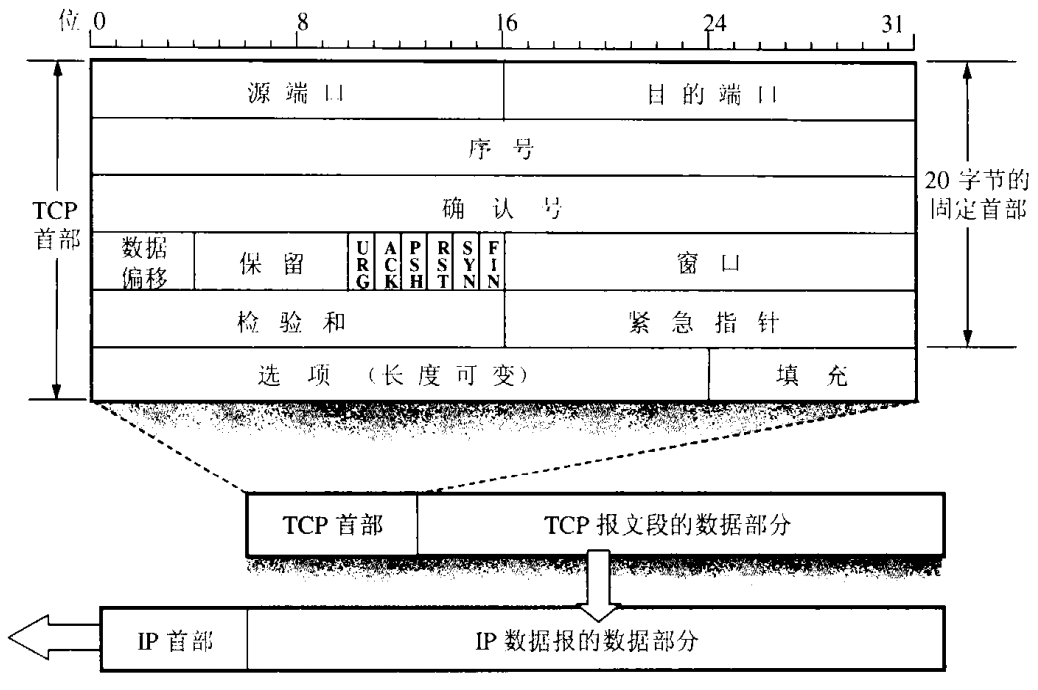 位 0 8 16 24 31
源端口 目的端口
序号
确认号
TCP
首部
20 字节的
固定首部
数据
偏移
保留
URG
ACK
PSH
RST
SYN
FIN
窗口
检验和 紧急指针
选项（长度可变） 填充
TCP 首部 TCP 报文段的数据部分
IP 首部 IP 数据报的数据部分